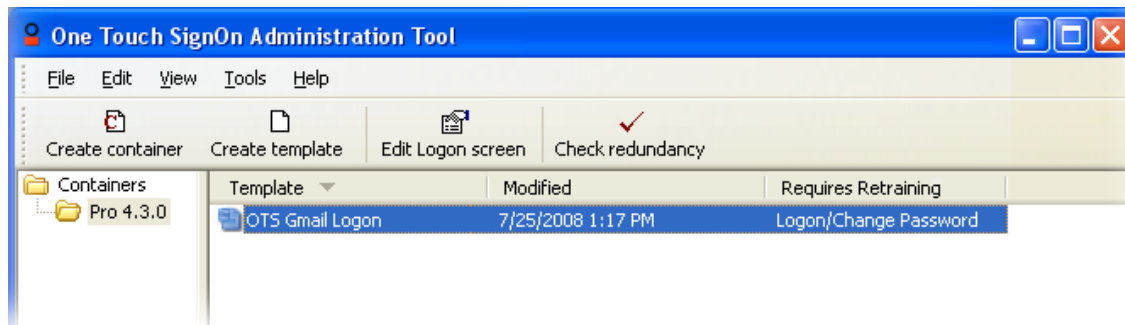 One Touch SignOn Administration Tool
File Edit View Tools Help
Create container Create template Edit Logon screen Check redundancy
Containers Template Modified Requires Retraining
Pro 4.3.0 OTS Gmail Logon 7/25/2008 1:17 PM Logon/Change Password